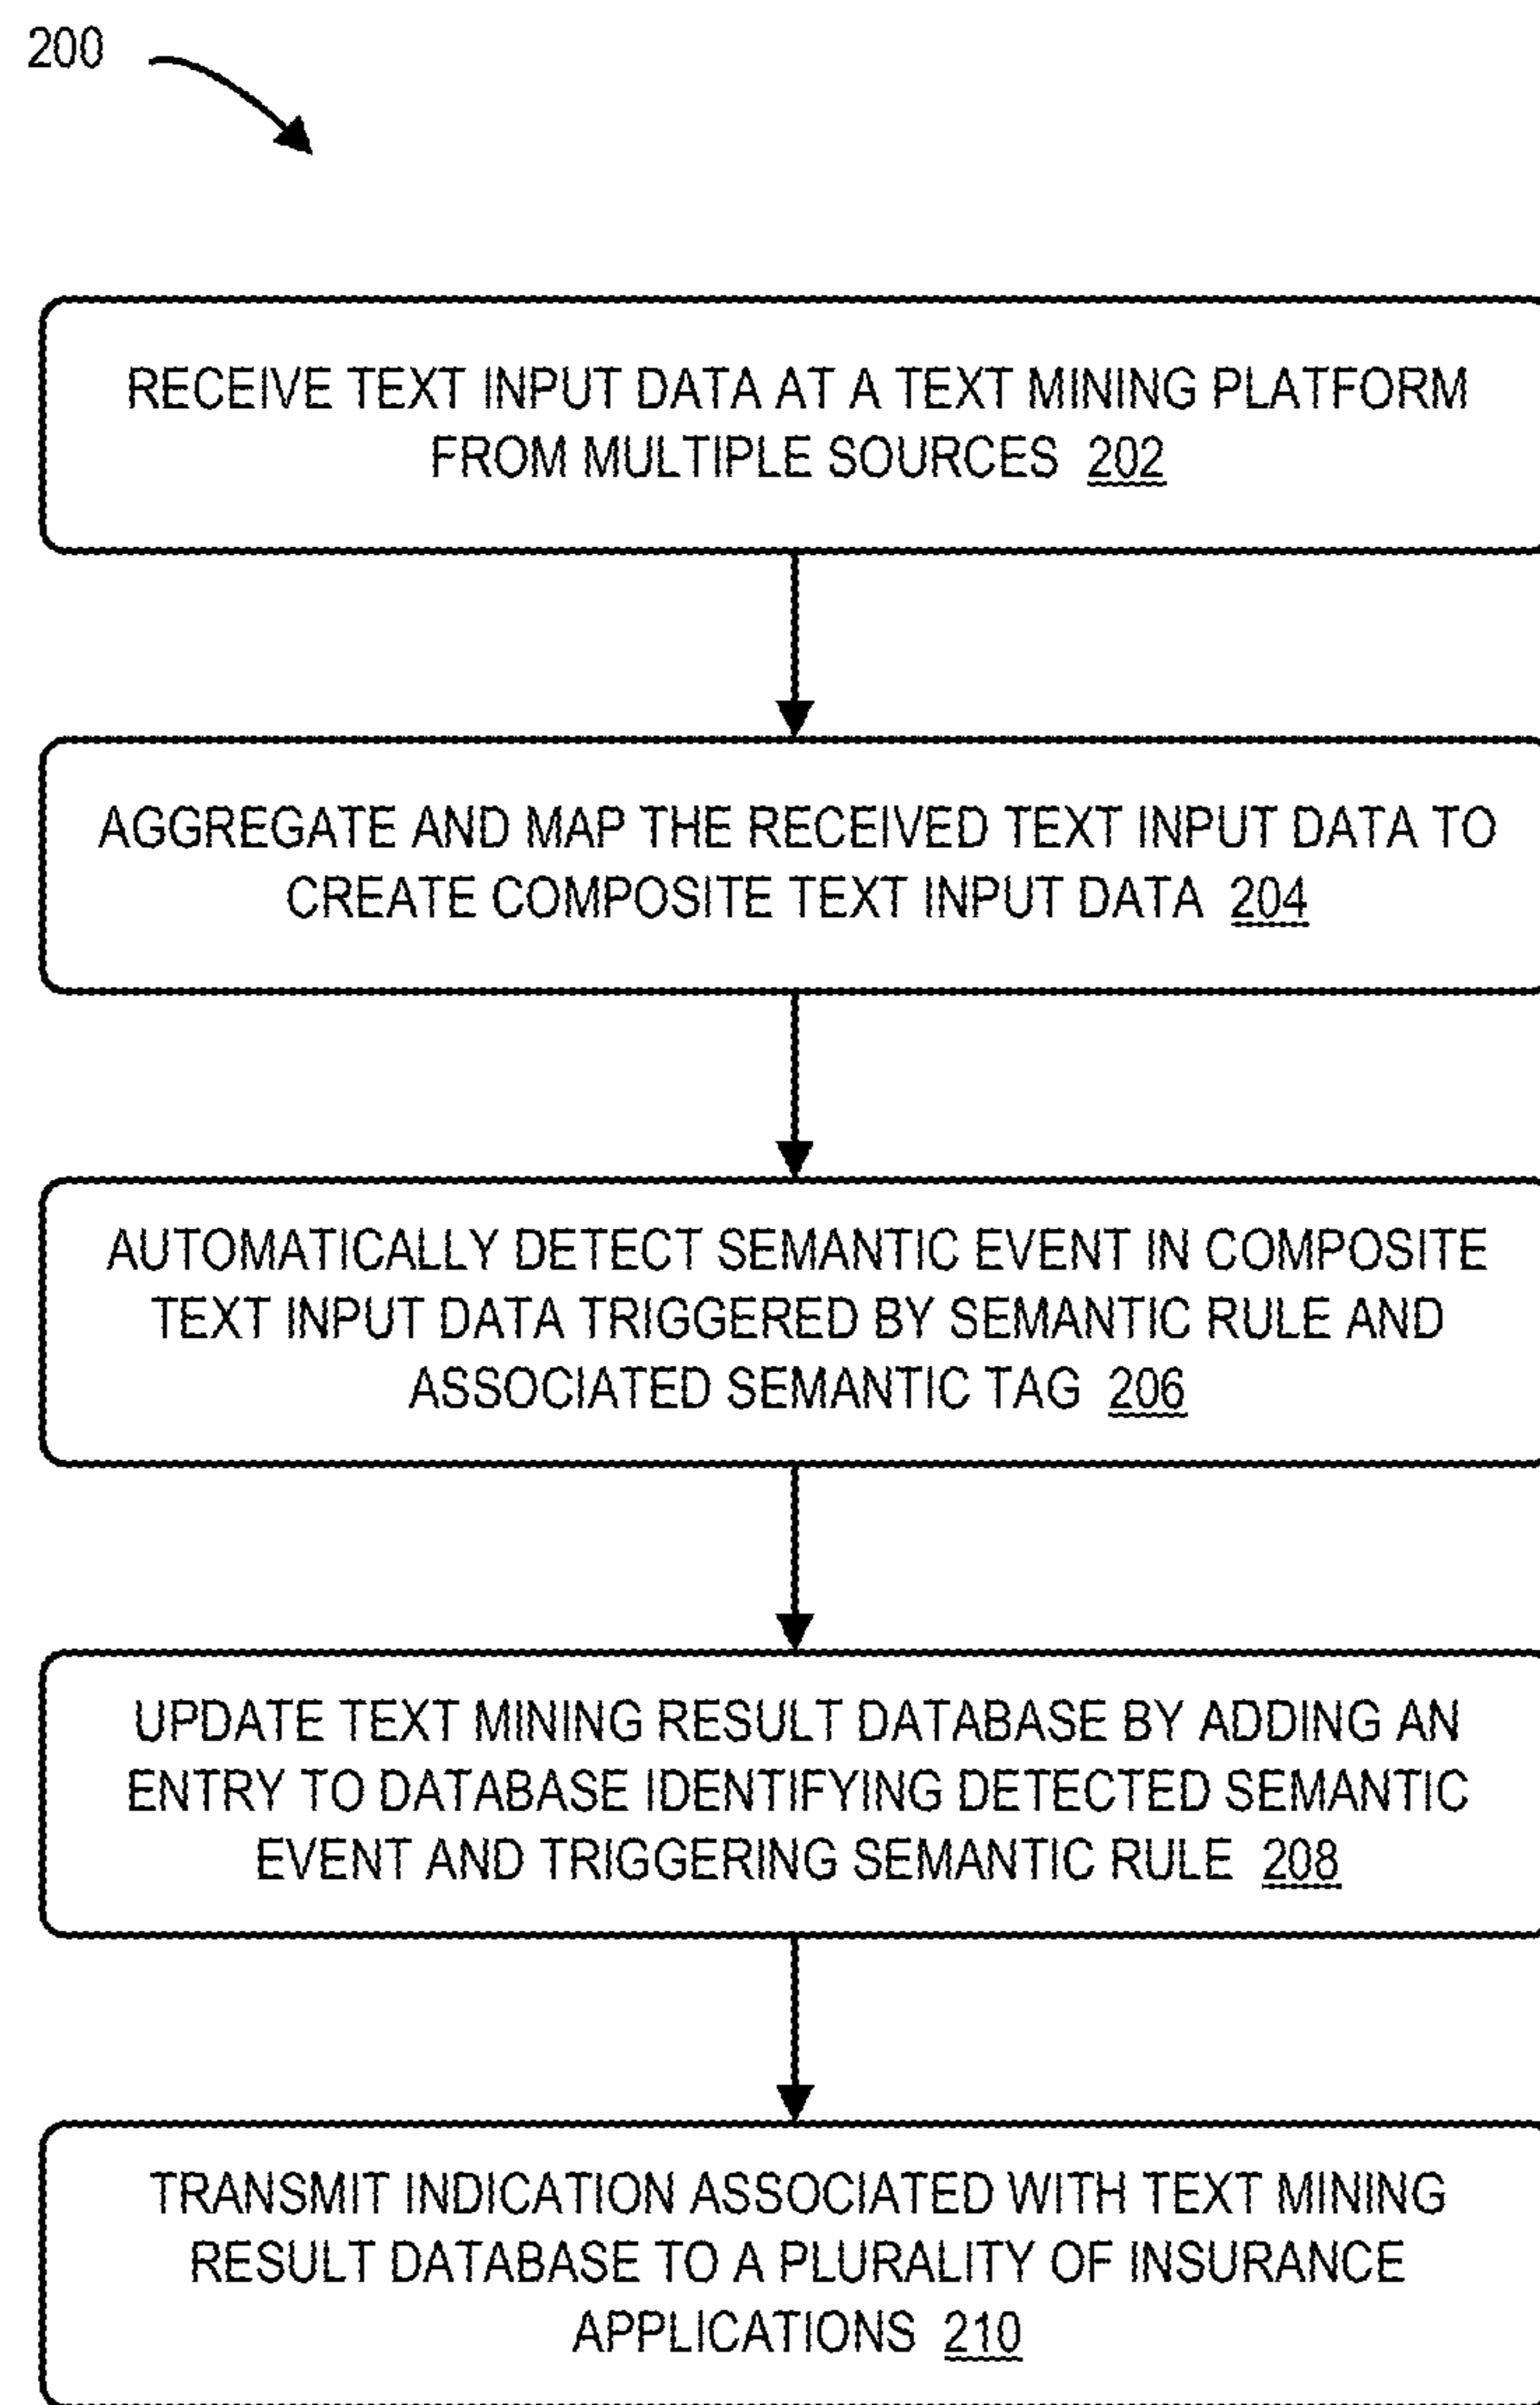 200
RECEIVE TEXT INPUT DATA AT A TEXT MINING PLATFORM
FROM MULTIPLE SOURCES 202
AGGREGATE AND MAP THE RECEIVED TEXT INPUT DATA TO
CREATE COMPOSITE TEXT INPUT DATA 204
AUTOMATICALLY DETECT SEMANTIC EVENT IN COMPOSITE
TEXT INPUT DATA TRIGGERED BY SEMANTIC RULE AND
ASSOCIATED SEMANTIC TAG 206
UPDATE TEXT MINING RESULT DATABASE BY ADDING AN
ENTRY TO DATABASE IDENTIFYING DETECTED SEMANTIC
EVENT AND TRIGGERING SEMANTIC RULE 208
TRANSMIT INDICATION ASSOCIATED WITH TEXT MINING
RESULT DATABASE TO A PLURALITY OF INSURANCE
APPLICATIONS 210